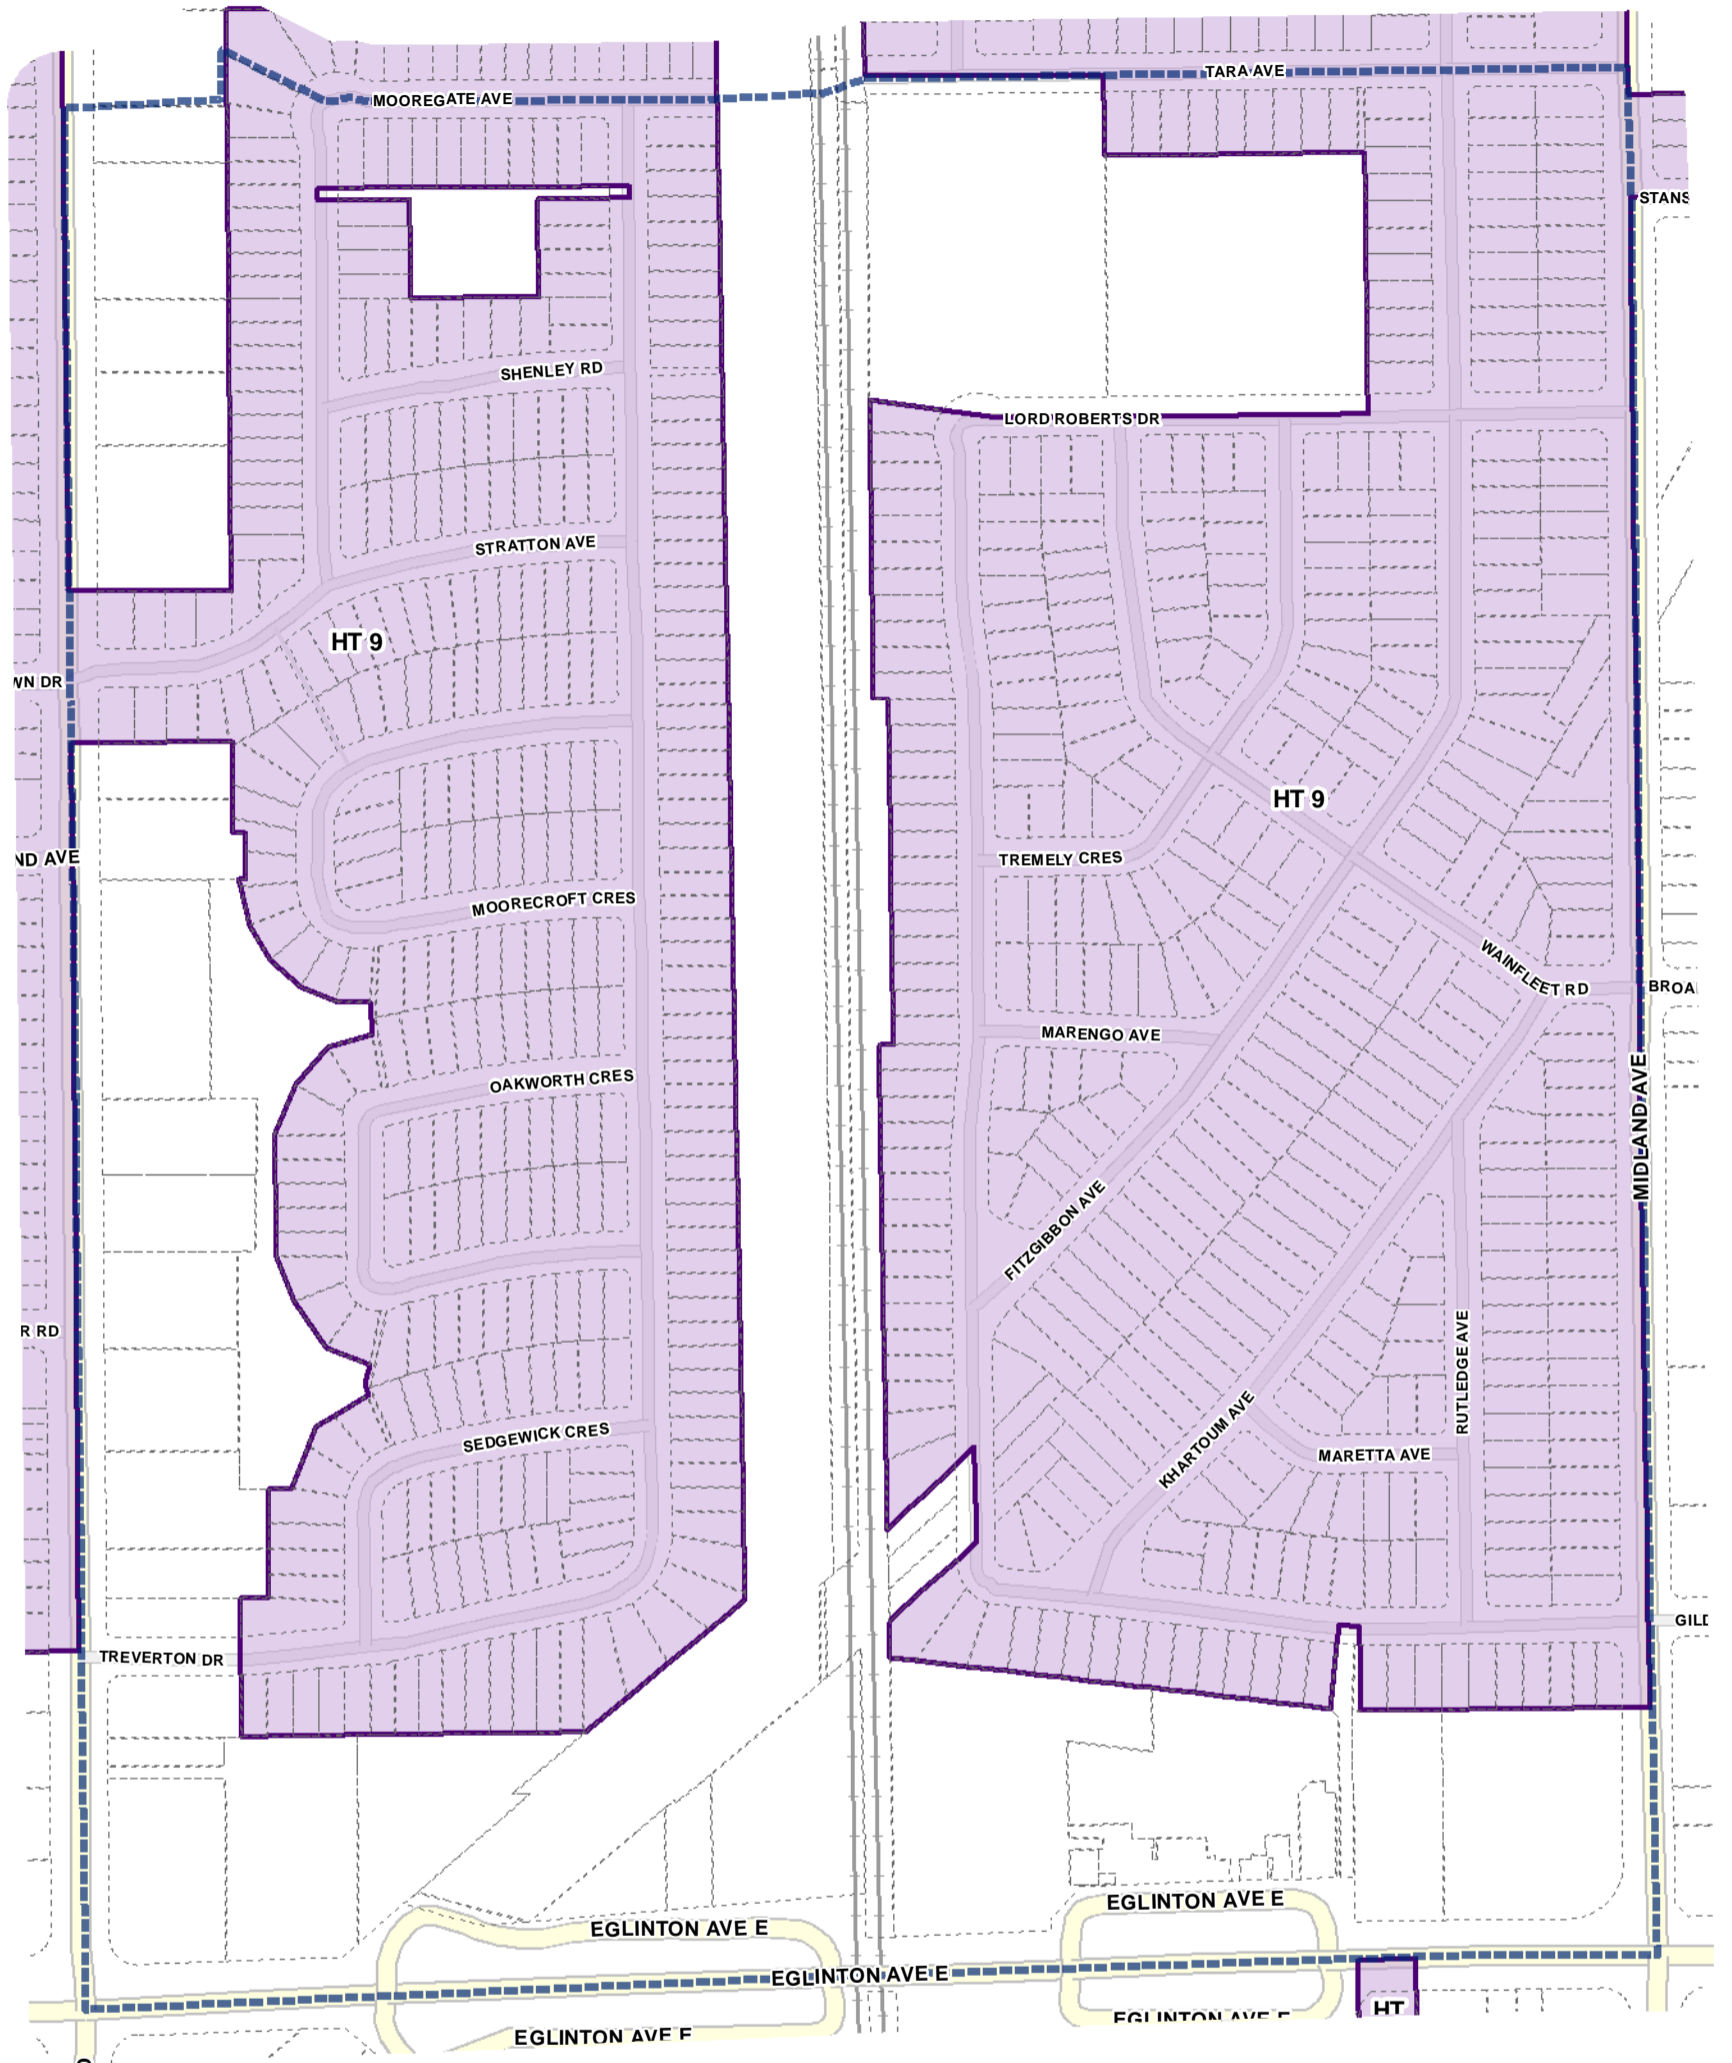 TARA AVE
MOOREGATE AVE
STANS
SHENLEY RD
LORD ROBERTS DR
STRATTON AVE
HT 9
WN DR
HT 9
ND AVE
TREMELY CRES
MOORECROFT CRES
WAINFLEET RD
BROA
MARENGO AVE
OAKWORTH CRES
MIDLAND AVE
FITZGIBBON AVE
R RD
RUTLEDGE AVE
SEDGEWICK CRES
KHARTOUM AVE
MARETTA AVE
GILD
TREVERTON DR
EGLINTON AVE E
EGLINTON AVE E
EGLINTON AVE E
HT
EGLINTON AVE E
EGLINTON AVE E